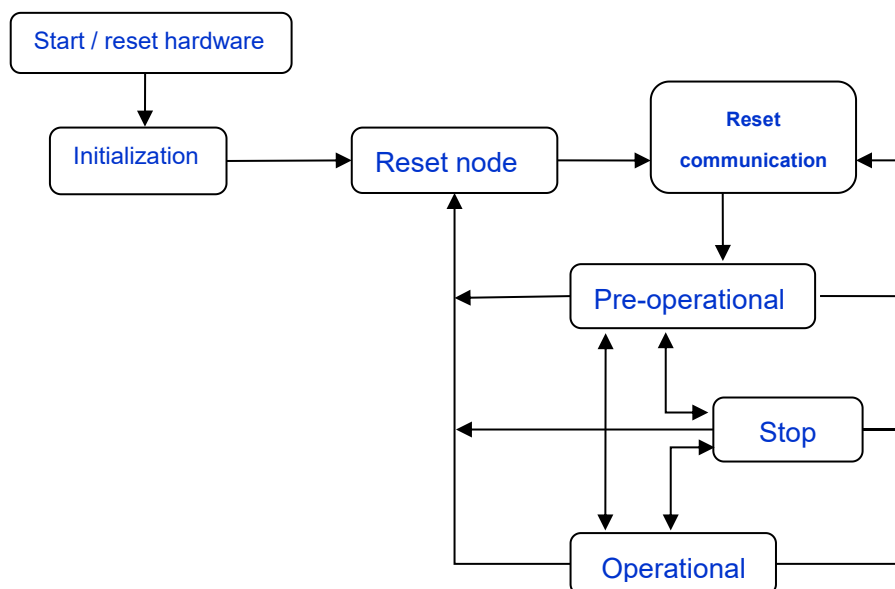 Start / reset hardware
Initialization
Reset node
Reset
communication
Pre-operational
Stop
Operational